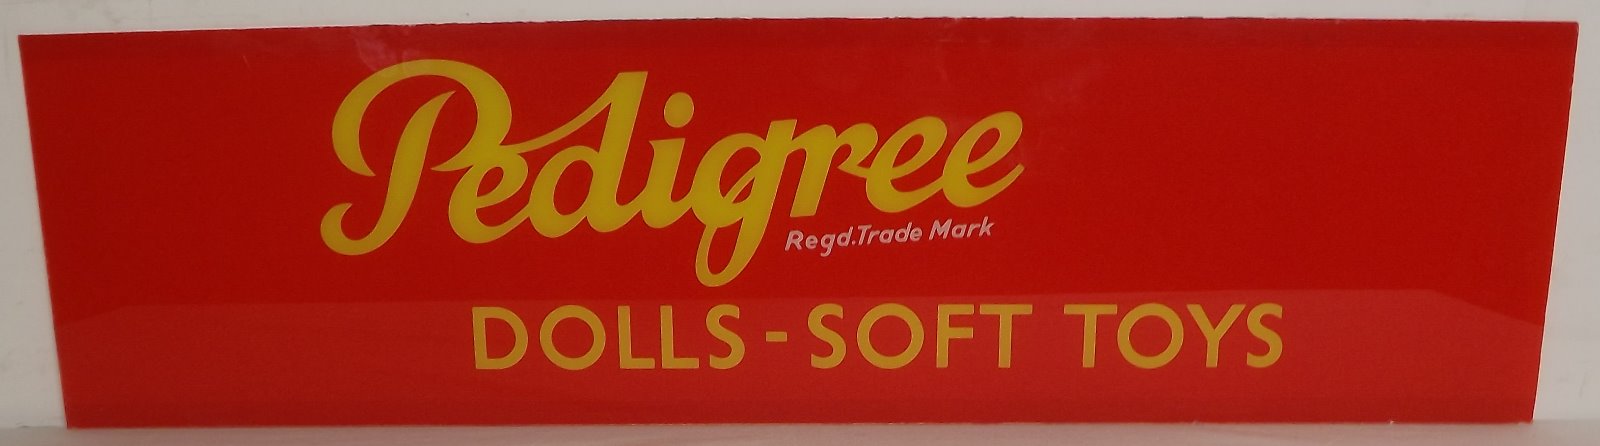 Pedigree
Regd.Trade Mark
DOLLS-SOFT TOYS